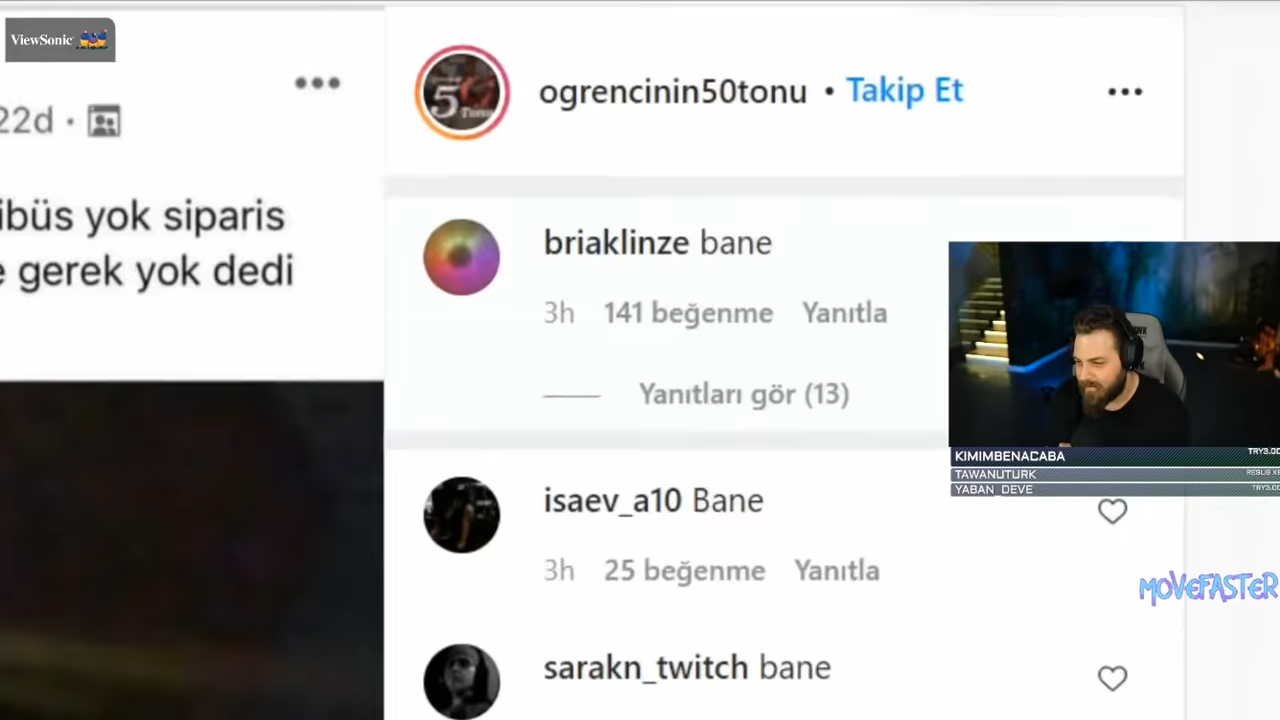 ViewSonic
22d
ibüs yok siparis
e gerek yok dedi
ogrencinin50tonu • Takip Et
briaklinze bane
3h 141 beğenme Yanıtla
Yanıtları gör (13)
isaev_a10 Bane
3h 25 beğenme Yanıtla
sarakn_twitch bane
KIMIMBENACABA
TAWANUTURK
YABAN_DEVE
MOVEFASTER